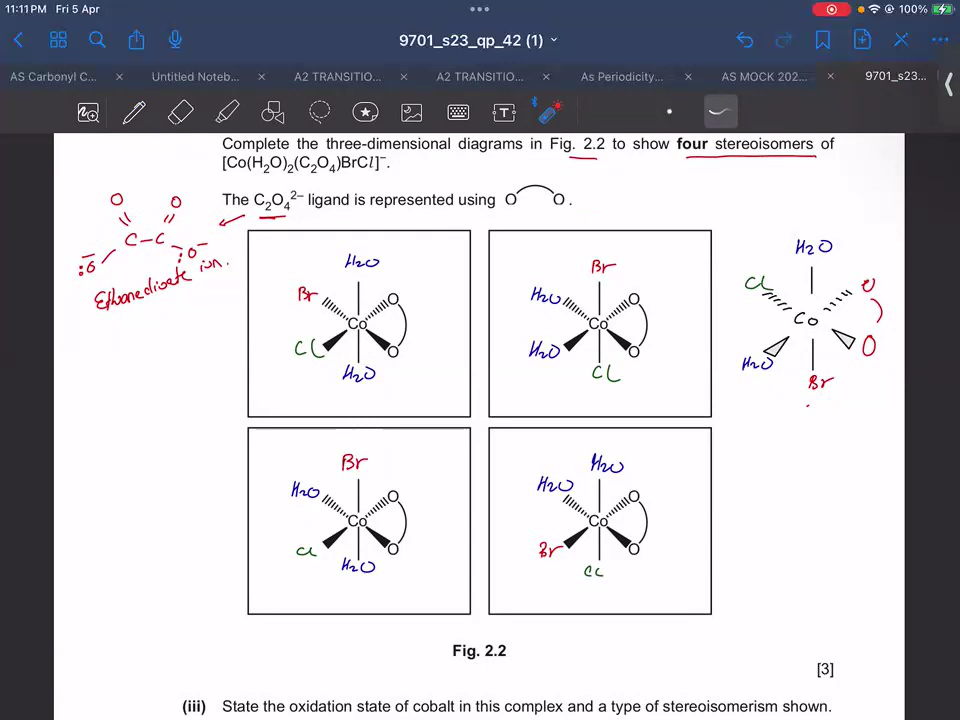 11:11 PM Fri 5 Apr
100%
9701_s23_qp_42 (1)
AS Carbonyl C...
Untitled Noteb...
A2 TRANSITIO...
A2 TRANSITIO...
As Periodicity...
AS MOCK 202...
9701_s23...
Complete the three-dimensional diagrams in Fig. 2.2 to show four stereoisomers of
[Co(H₂O)₂(C₂O₄)BrCl]⁻.
The C₂O₄²⁻ ligand is represented using O O .
O O
C–C
:O⁻ :O⁻
Ethanedioate ion.
H₂O
Br O
Co
Cl O
H₂O
Br
H₂O O
Co
H₂O O
Cl
H₂O
Cl O
Co
H₂O O
Br
Br
H₂O O
Co
Cl O
H₂O
H₂O
H₂O O
Co
Br O
Cl
Fig. 2.2
[3]
(iii) State the oxidation state of cobalt in this complex and a type of stereoisomerism shown.